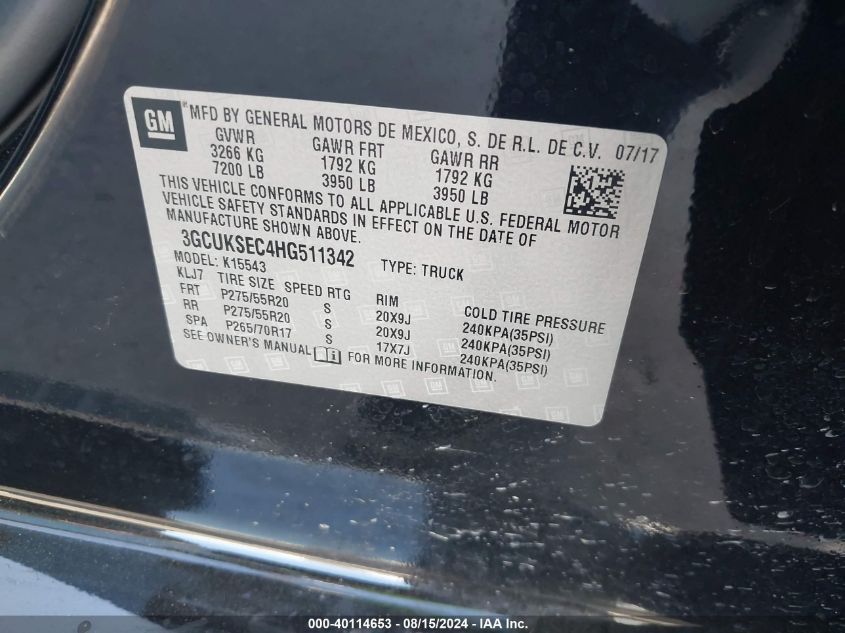 GM
MFD BY GENERAL MOTORS DE MEXICO, S. DE R.L. DE C.V. 07/17
GVWR GAWR FRT GAWR RR
3266 KG 1792 KG 1792 KG
7200 LB 3950 LB 3950 LB
THIS VEHICLE CONFORMS TO ALL APPLICABLE U.S. FEDERAL MOTOR
VEHICLE SAFETY STANDARDS IN EFFECT ON THE DATE OF
MANUFACTURE SHOWN ABOVE.
3GCUKSEC4HG511342 TYPE: TRUCK
MODEL: K15543
KLJ7 TIRE SIZE SPEED RTG RIM COLD TIRE PRESSURE
FRT P275/55R20 S 20X9J 240KPA(35PSI)
RR P275/55R20 S 20X9J 240KPA(35PSI)
SPA P265/70R17 S 17X7J 240KPA(35PSI)
SEE OWNER'S MANUAL FOR MORE INFORMATION.
000-40114653 - 08/15/2024 - IAA Inc.